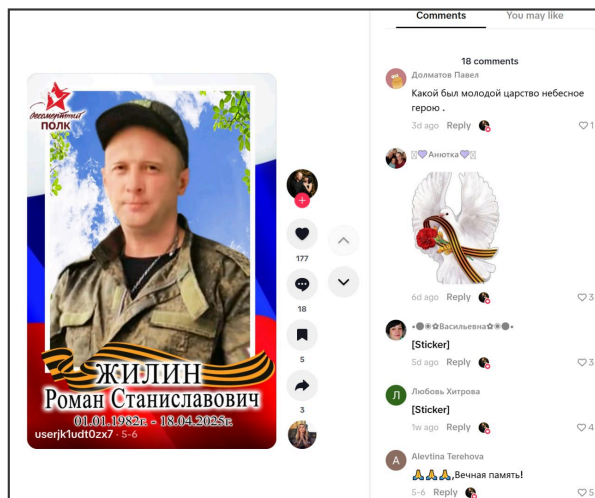 Comments
You may like
18 comments
бессмертный
ПОЛК
ЖИЛИН
Роман Станиславович
01.01.1982г. - 18.04.2025г.
userjk1udt0zx7 · 5-6
177
18
5
3
Долматов Павел
Какой был молодой царство небесное
герою .
3d ago Reply
1
💜Анютка💜
6d ago Reply
3
Васильевна
[Sticker]
5d ago Reply
3
Л
Любовь Хитрова
[Sticker]
1w ago Reply
4
A
Alevtina Terehova
🙏🙏🙏,Вечная память!
5-6 Reply
5